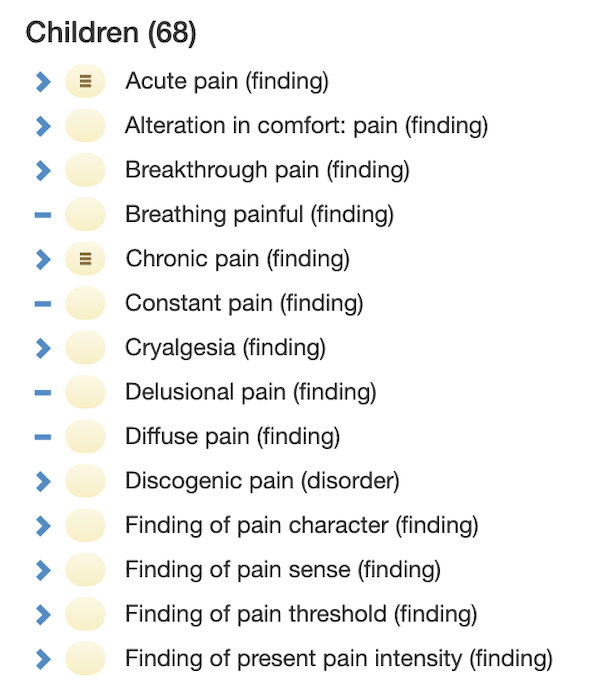 Children (68)
Acute pain (finding)
Alteration in comfort: pain (finding)
Breakthrough pain (finding)
Breathing painful (finding)
Chronic pain (finding)
Constant pain (finding)
Cryalgesia (finding)
Delusional pain (finding)
Diffuse pain (finding)
Discogenic pain (disorder)
Finding of pain character (finding)
Finding of pain sense (finding)
Finding of pain threshold (finding)
Finding of present pain intensity (finding)